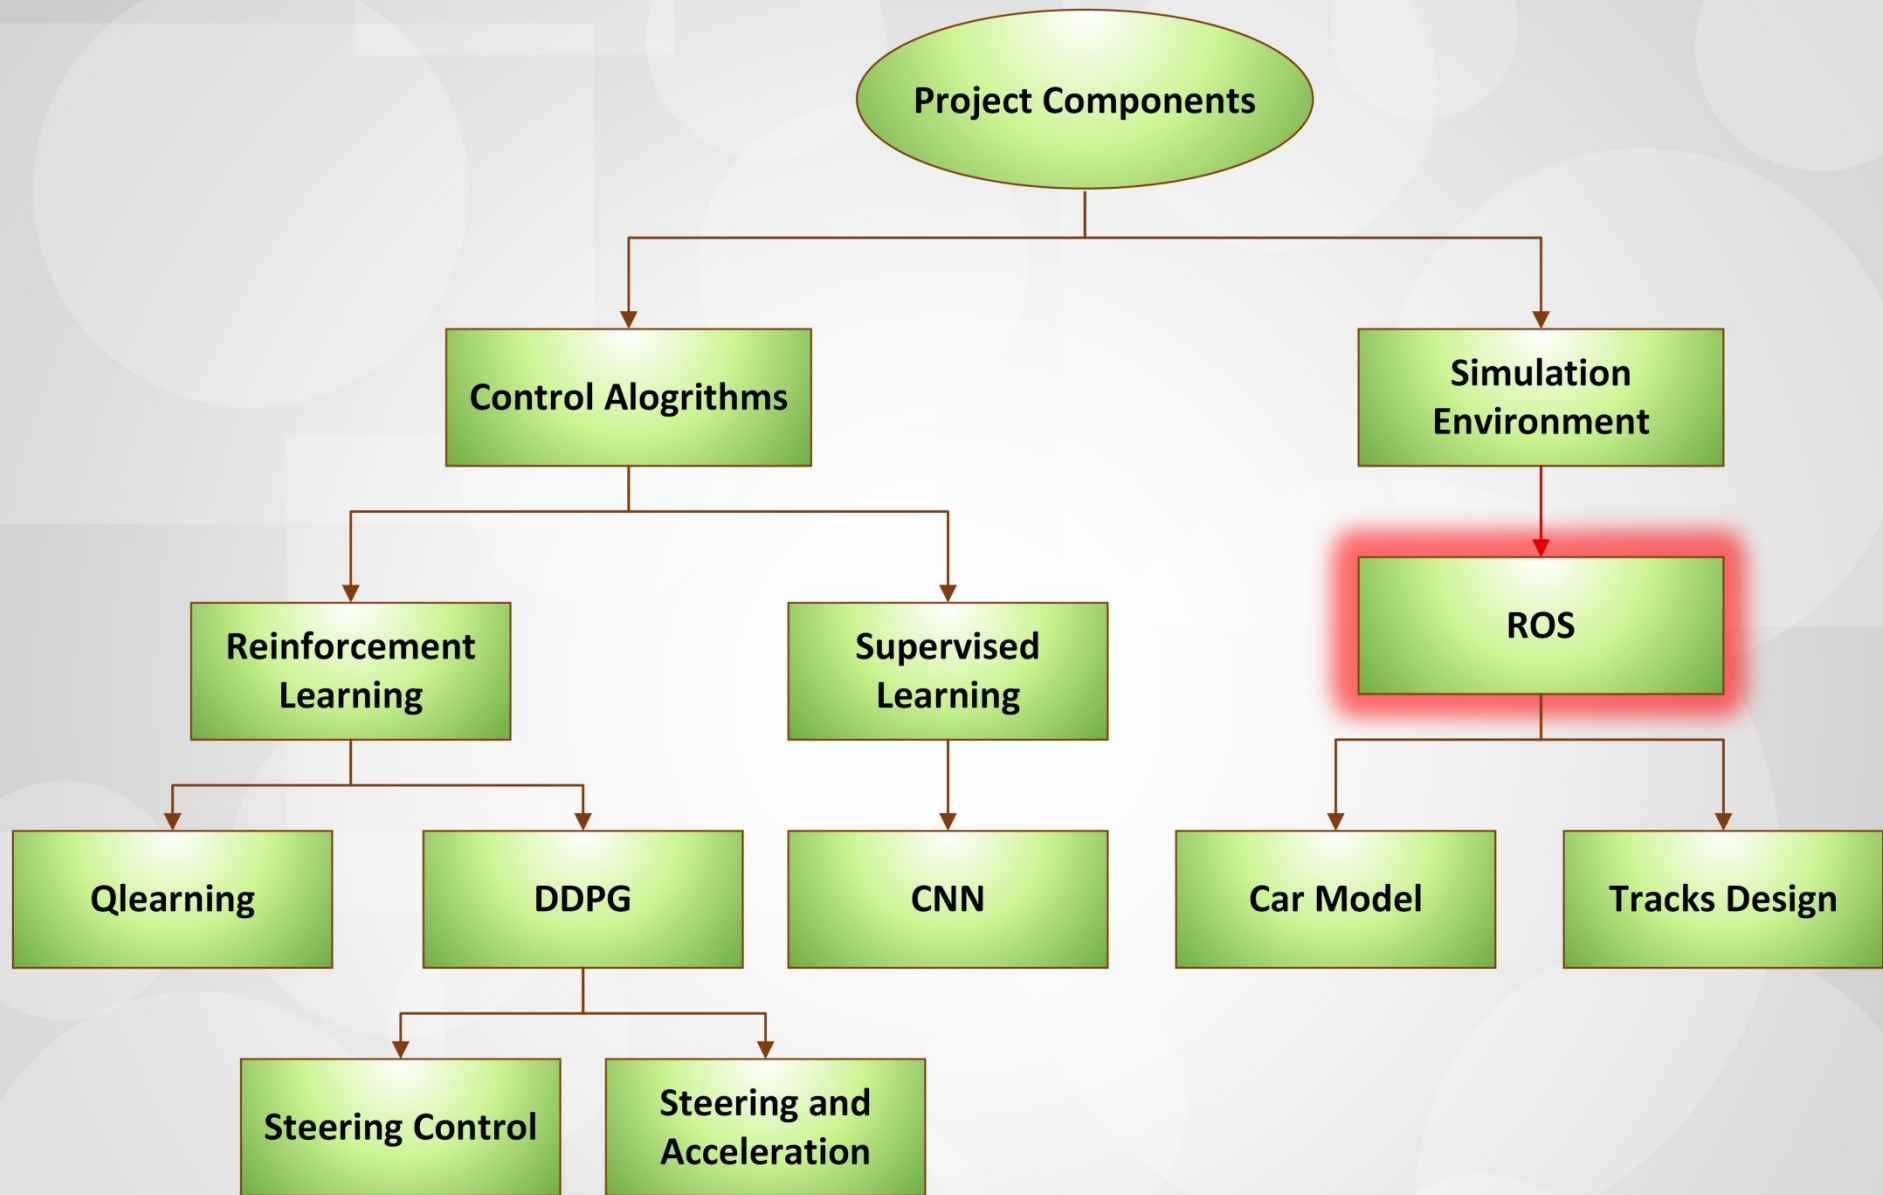 Project Components
Control Alogrithms
Simulation
Environment
Reinforcement
Learning
Supervised
Learning
ROS
Qlearning
DDPG
CNN
Car Model
Tracks Design
Steering Control
Steering and
Acceleration